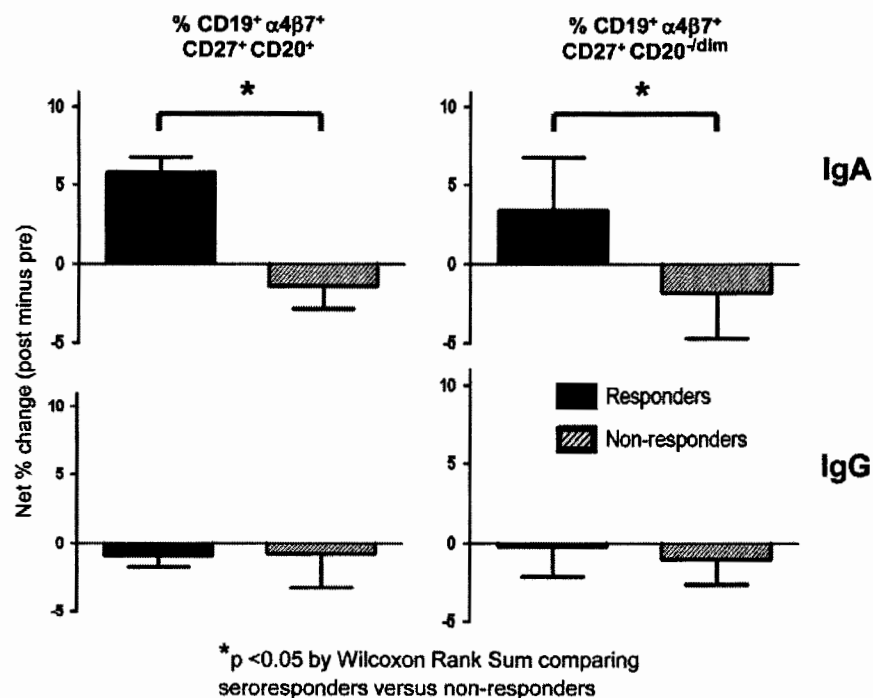 % CD19⁺ α4β7⁺
CD27⁺ CD20⁺
% CD19⁺ α4β7⁺
CD27⁺ CD20⁻/dim
*
*
10
5
0
-5
10
5
0
-5
IgA
Net % change (post minus pre)
10
5
0
-5
10
5
0
-5
Responders
Non-responders
IgG
*p <0.05 by Wilcoxon Rank Sum comparing
seroresponders versus non-responders